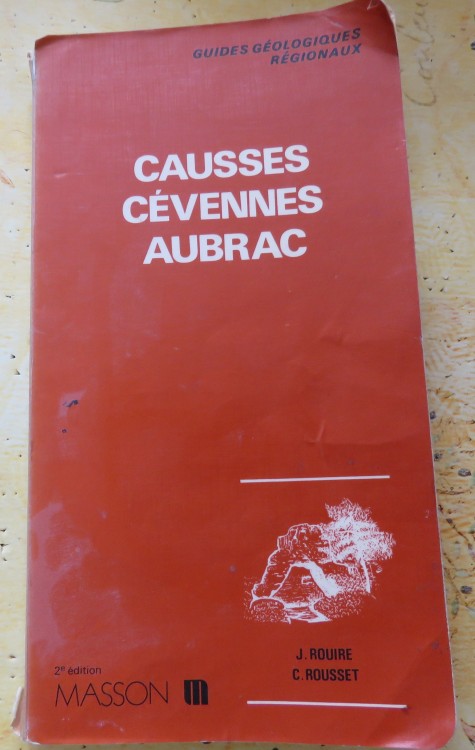 GUIDES GÉOLOGIQUES
RÉGIONAUX
CAUSSES
CÉVENNES
AUBRAC
J. ROUIRE
C. ROUSSET
2e édition
MASSON m